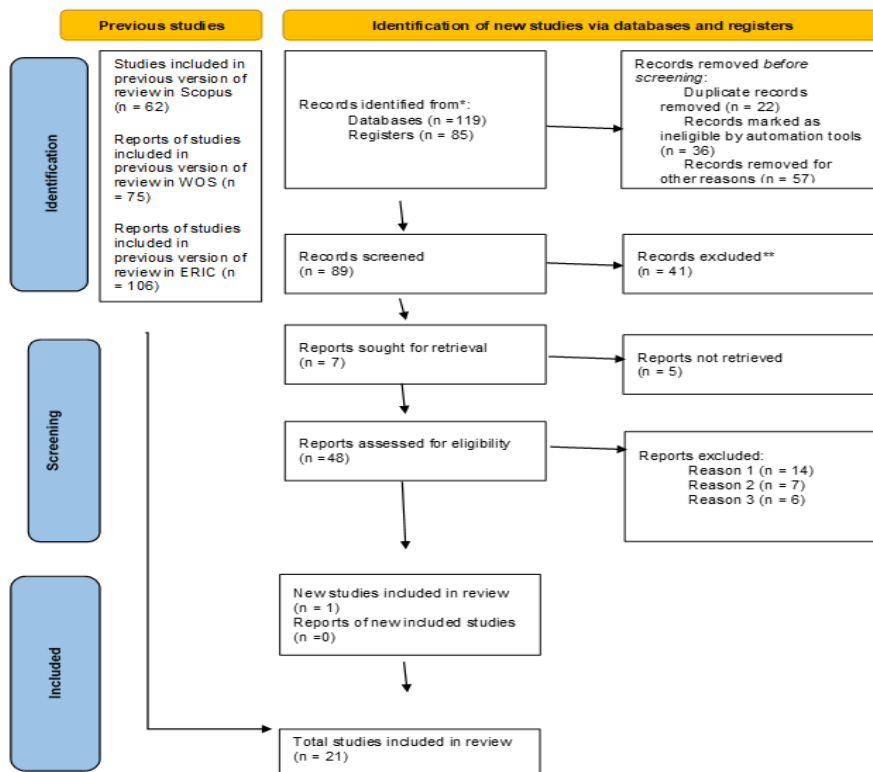 Previous studies
Identification of new studies via databases and registers
Identification
Studies included in
previous version of
review in Scopus
(n = 62)
Reports of studies
included in
previous version of
review in WOS (n
= 75)
Reports of studies
included in
previous version of
review in ERIC (n
= 106)
Records identified from*:
Databases (n =119)
Registers (n = 85)
Records removed before
screening:
Duplicate records
removed (n = 22)
Records marked as
ineligible by automation tools
(n = 36)
Records removed for
other reasons (n = 57)
Records screened
(n = 89)
Records excluded**
(n = 41)
Screening
Reports sought for retrieval
(n = 7)
Reports not retrieved
(n = 5)
Reports assessed for eligibility
(n =48)
Reports excluded:
Reason 1 (n = 14)
Reason 2 (n = 7)
Reason 3 (n = 6)
Included
New studies included in review
(n = 1)
Reports of new included studies
(n =0)
Total studies included in review
(n = 21)